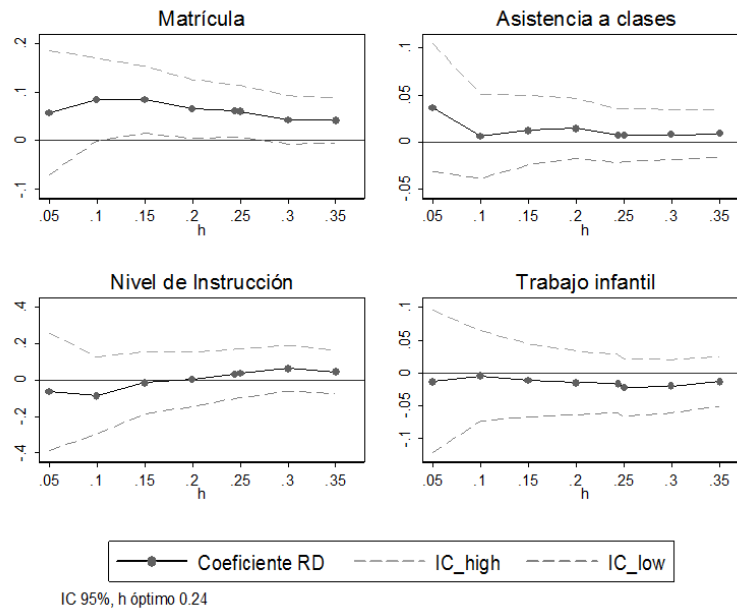 Matrícula
.2
.1
0
-.1
.05 .1 .15 .2 .25 .3 .35
h
Asistencia a clases
.1
.05
0
-.05
.05 .1 .15 .2 .25 .3 .35
h
Nivel de Instrucción
.4
.2
0
-.2
-.4
.05 .1 .15 .2 .25 .3 .35
h
Trabajo infantil
.1
.05
0
-.05
-.1
.05 .1 .15 .2 .25 .3 .35
h
Coeficiente RD IC_high IC_low
IC 95%, h óptimo 0.24